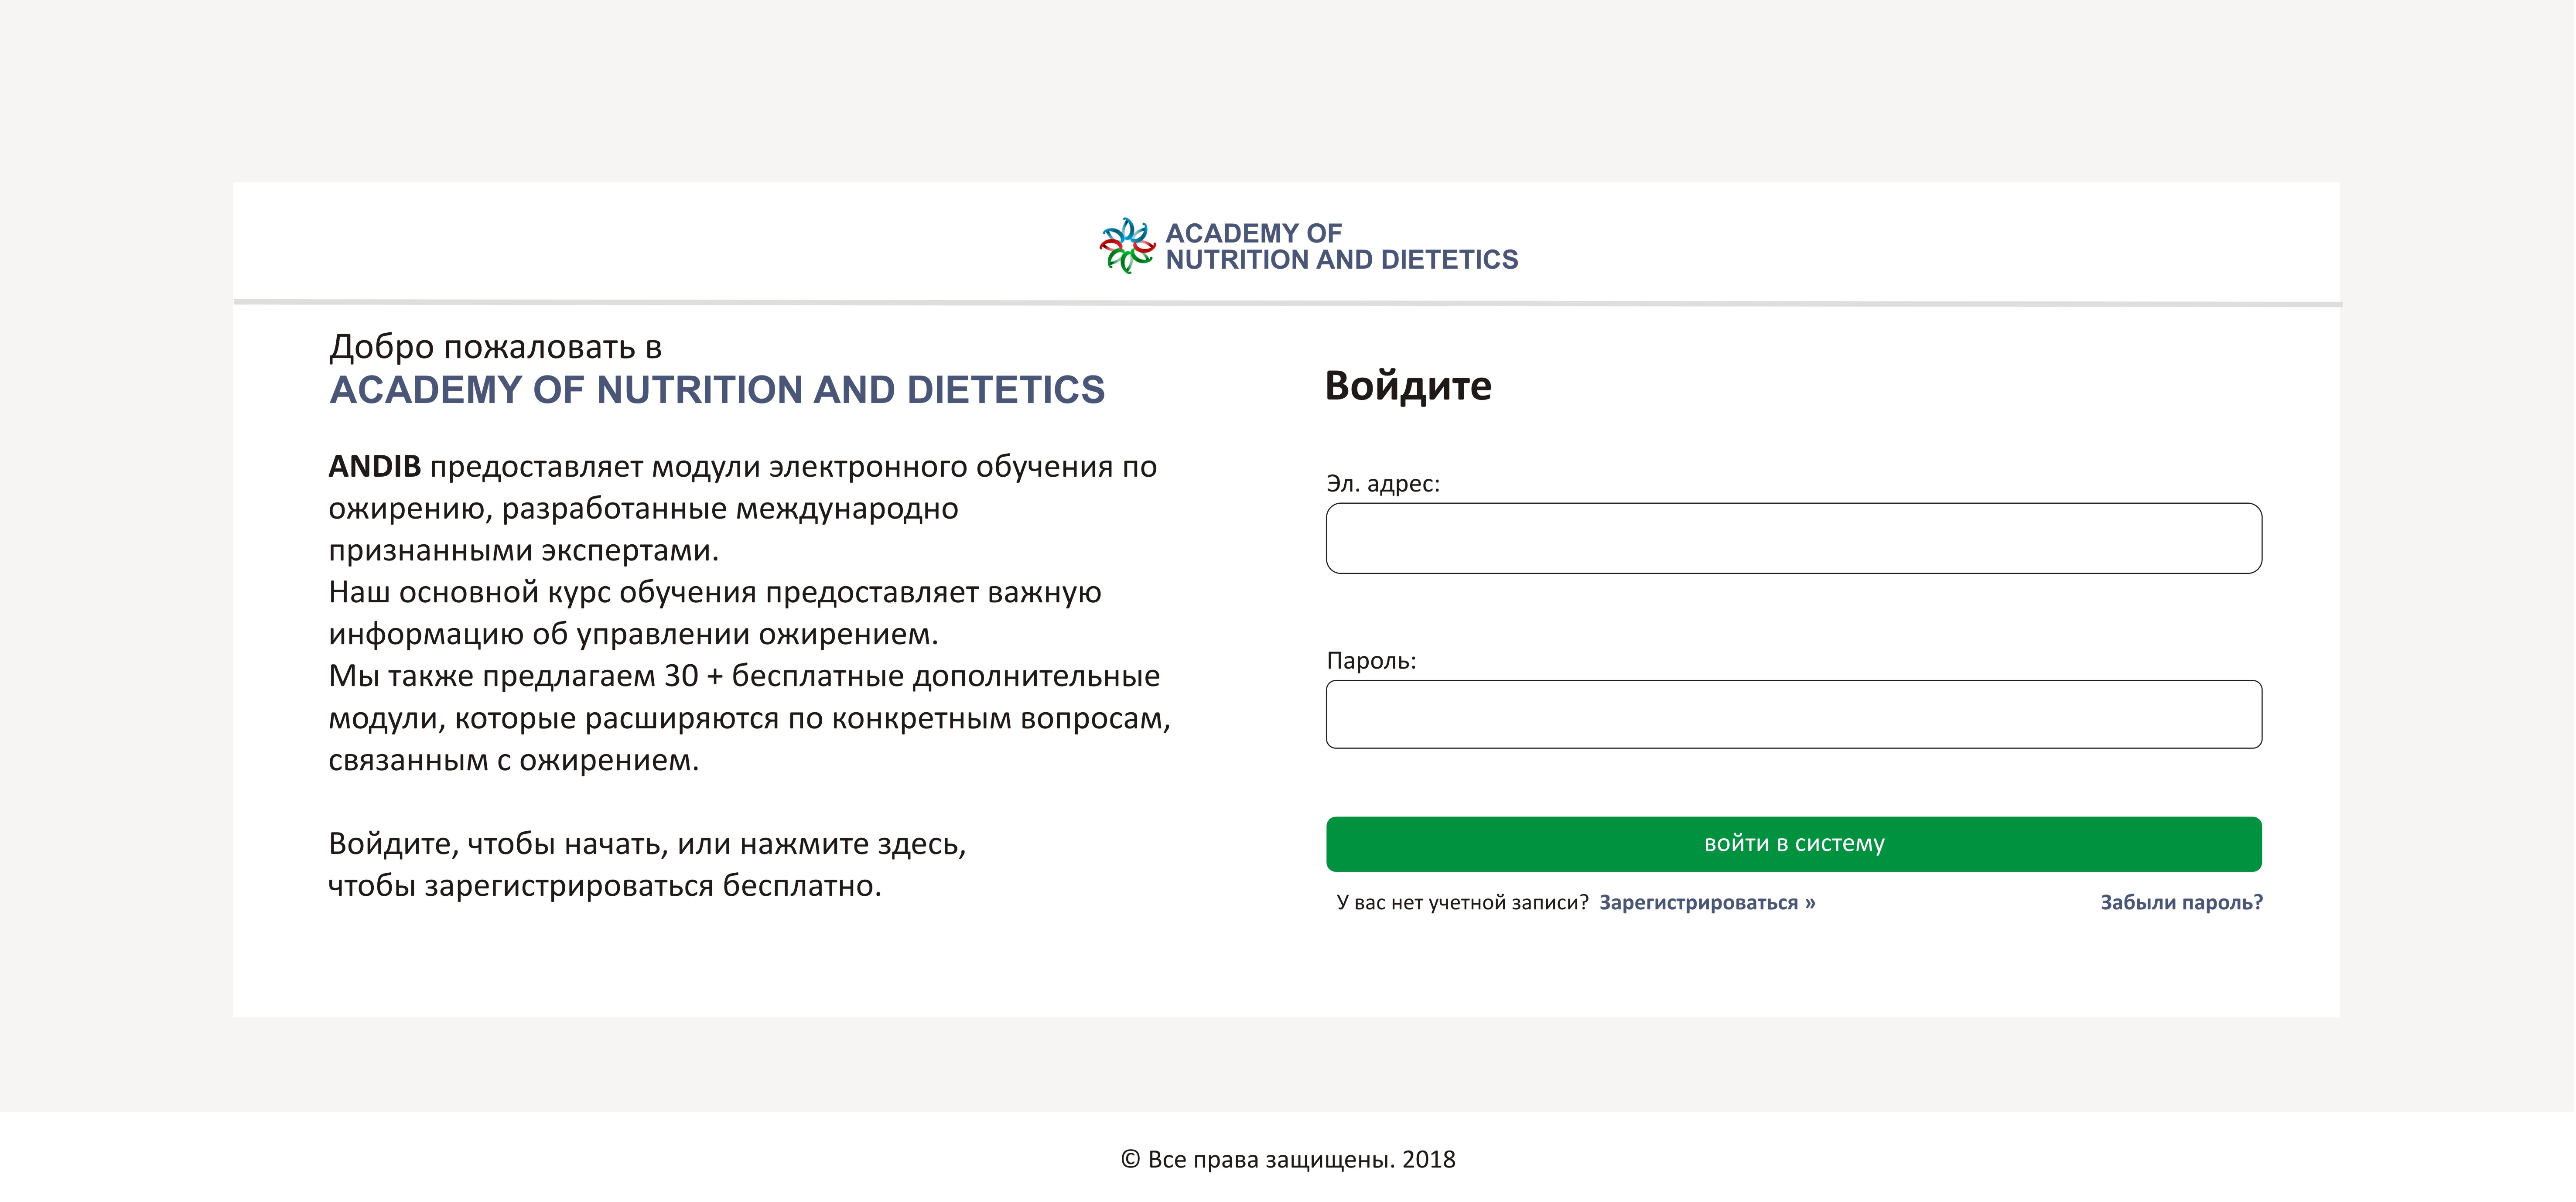 ACADEMY OF
NUTRITION AND DIETETICS
Добро пожаловать в
ACADEMY OF NUTRITION AND DIETETICS
ANDIB предоставляет модули электронного обучения по
ожирению, разработанные международно
признанными экспертами.
Наш основной курс обучения предоставляет важную
информацию об управлении ожирением.
Мы также предлагаем 30 + бесплатные дополнительные
модули, которые расширяются по конкретным вопросам,
связанным с ожирением.
Войдите, чтобы начать, или нажмите здесь,
чтобы зарегистрироваться бесплатно.
Войдите
Эл. адрес:
Пароль:
войти в систему
У вас нет учетной записи? Зарегистрироваться »
Забыли пароль?
© Все права защищены. 2018